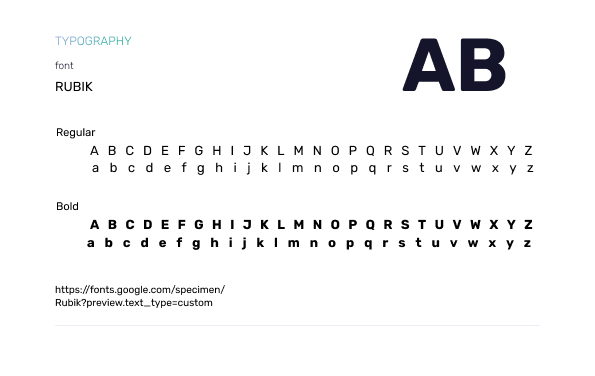 TYPOGRAPHY
AB
font
RUBIK
Regular
A B C D E F G H I J K L M N O P Q R S T U V W X Y Z
a b c d e f g h i j k l m n o p q r s t u v w x y z
Bold
A B C D E F G H I J K L M N O P Q R S T U V W X Y Z
a b c d e f g h i j k l m n o p q r s t u v w x y z
https://fonts.google.com/specimen/
Rubik?preview.text_type=custom